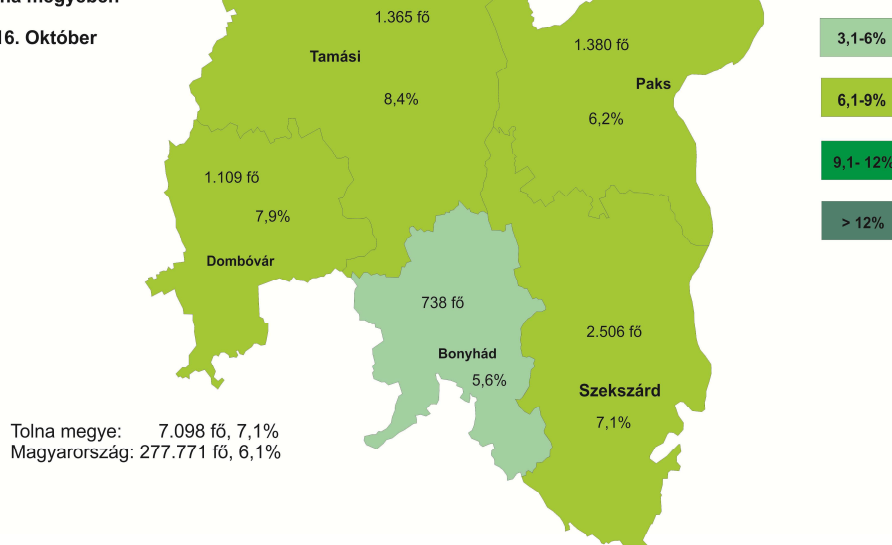 megyében
16. Október
1.365 fő
Tamási
8,4%
1.380 fő
Paks
6,2%
1.109 fő
7,9%
Dombóvár
738 fő
Bonyhád
5,6%
2.506 fő
Szekszárd
7,1%
3,1-6%
6,1-9%
9,1- 12%
> 12%
Tolna megye: 7.098 fő, 7,1%
Magyarország: 277.771 fő, 6,1%